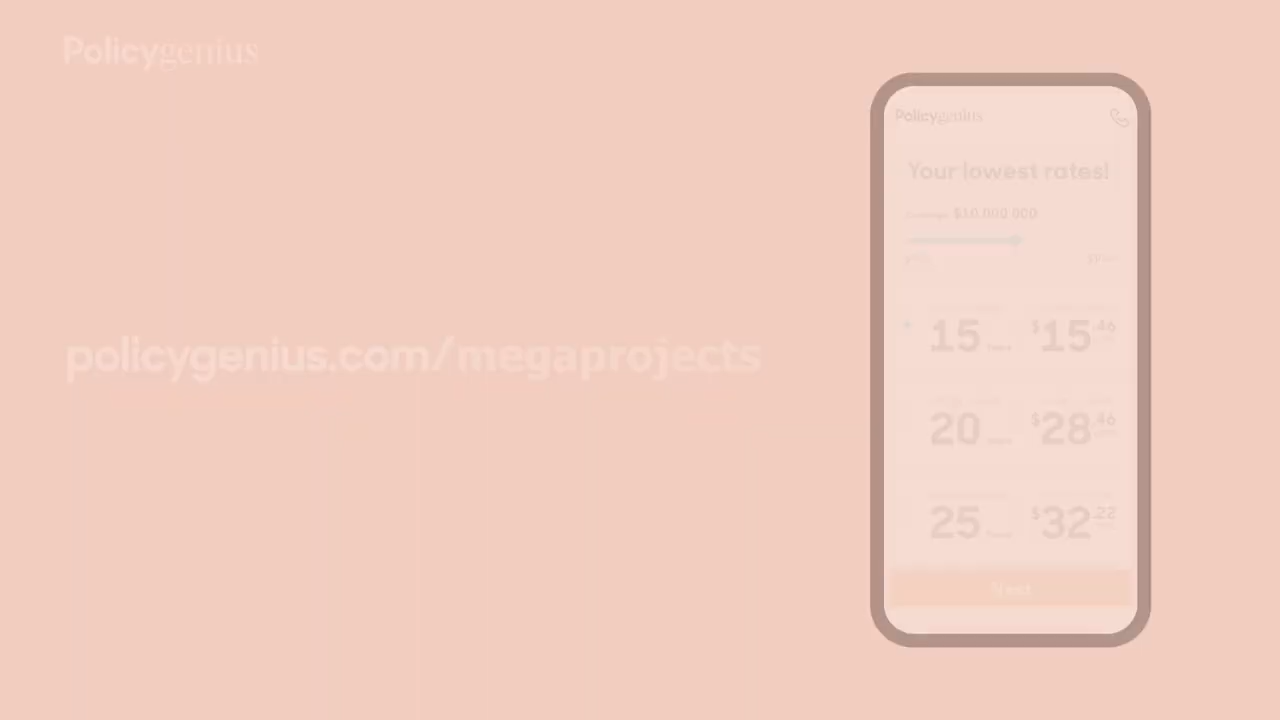 Policygenius
policygenius.com/megaprojects
Policygenius
Your lowest rates!
$10,000,000
15 $15.46
20 $28.46
25 $32.22
Next